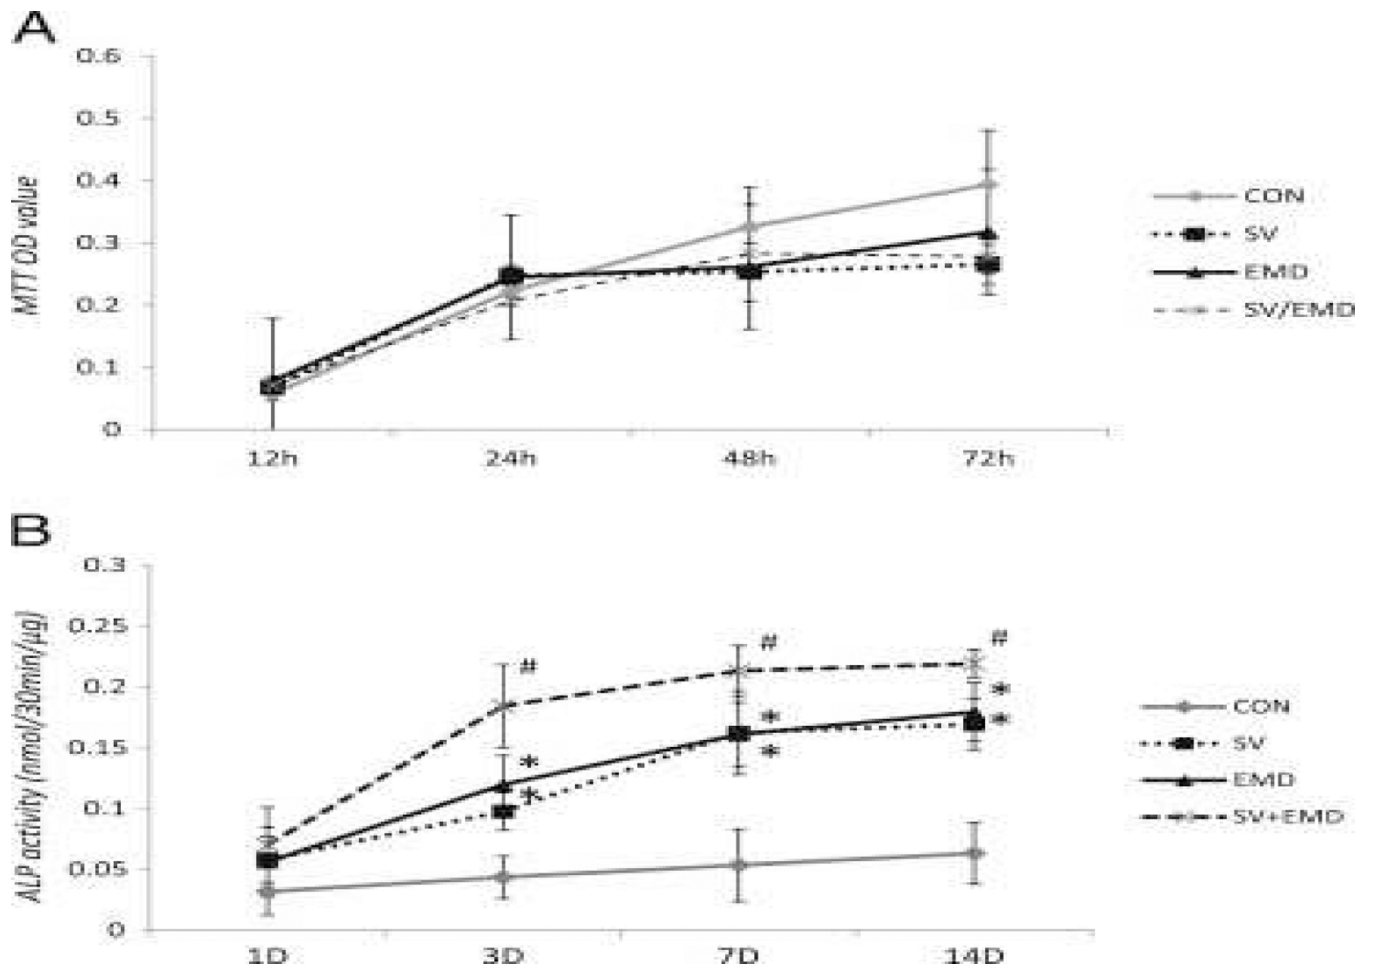 A
0.6
0.5
0.4
0.3
0.2
0.1
0
MTT OD value
12h
24h
48h
72h
CON
SV
EMD
SV/EMD
B
0.3
0.25
0.2
0.15
0.1
0.05
0
ALP activity (nmol/30min/μg)
#
#
#
*
*
*
*
*
*
1D
3D
7D
14D
CON
SV
EMD
SV+EMD